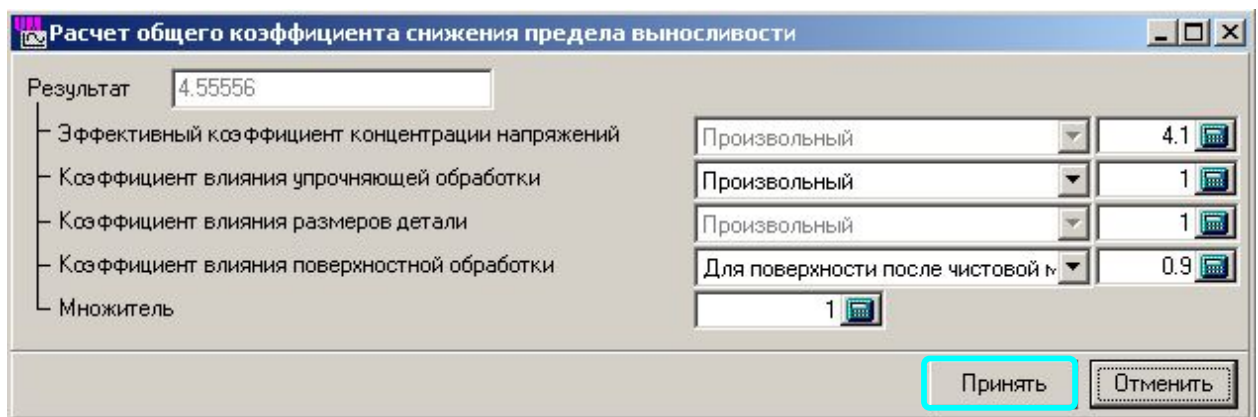 Расчет общего коэффициента снижения предела выносливости
Результат 4.55556
Эффективный коэффициент концентрации напряжений Произвольный 4.1
Коэффициент влияния упрочняющей обработки Произвольный 1
Коэффициент влияния размеров детали Произвольный 1
Коэффициент влияния поверхностной обработки Для поверхности после чистовой 0.9
Множитель 1
Принять Отменить